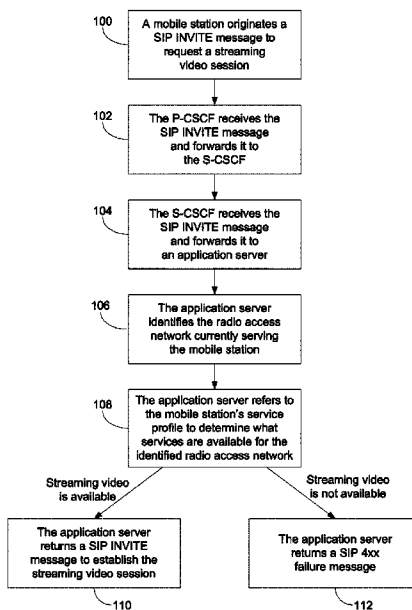 100
A mobile station originates a
SIP INVITE message to
request a streaming
video session
102
The P-CSCF receives the
SIP INVITE message
and forwards it to
the S-CSCF
104
The S-CSCF receives the
SIP INVITE message
and forwards it to
an application server
106
The application server
identifies the radio access
network currently serving
the mobile station
108
The application server refers to
the mobile station's service
profile to determine what
services are available for the
identified radio access network
Streaming video
is available
Streaming video
is not available
The application server
returns a SIP INVITE
message to establish the
streaming video session
110
The application server
returns a SIP 4xx
failure message
112